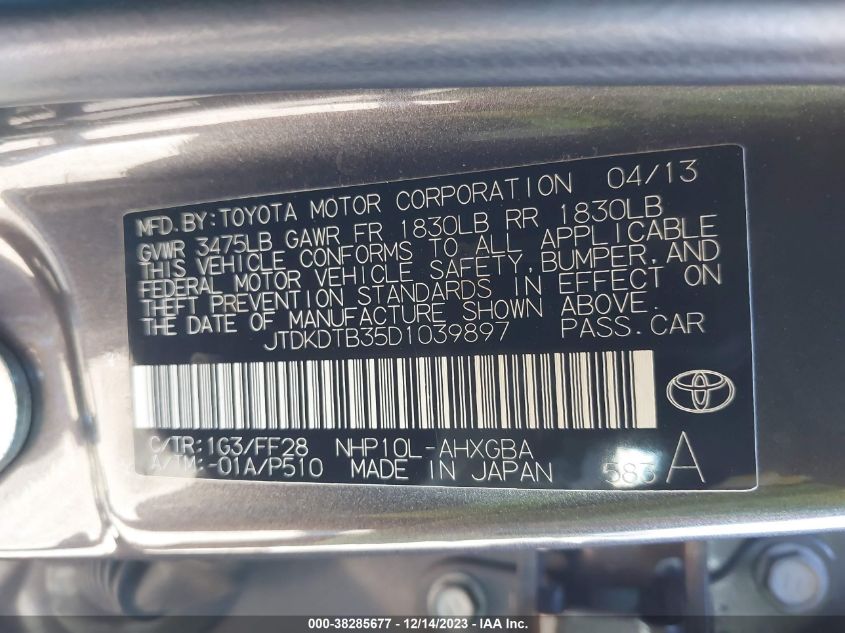 MFD.BY:TOYOTA MOTOR CORPORATION 04/13
GVWR 3475LB GAWR FR 1830LB RR 1830LB
THIS VEHICLE CONFORMS TO ALL APPLICABLE
FEDERAL MOTOR VEHICLE SAFETY,BUMPER,AND
THEFT PREVENTION STANDARDS IN EFFECT ON
THE DATE OF MANUFACTURE SHOWN ABOVE.
JTDKDTB35D1039897 PASS.CAR
C/TR:1G3/FF28 NHP10L-AHXGBA
A/TM:-01A/P510 MADE IN JAPAN 583 A
000-38285677 - 12/14/2023 - © IAA Holdings, LLC.